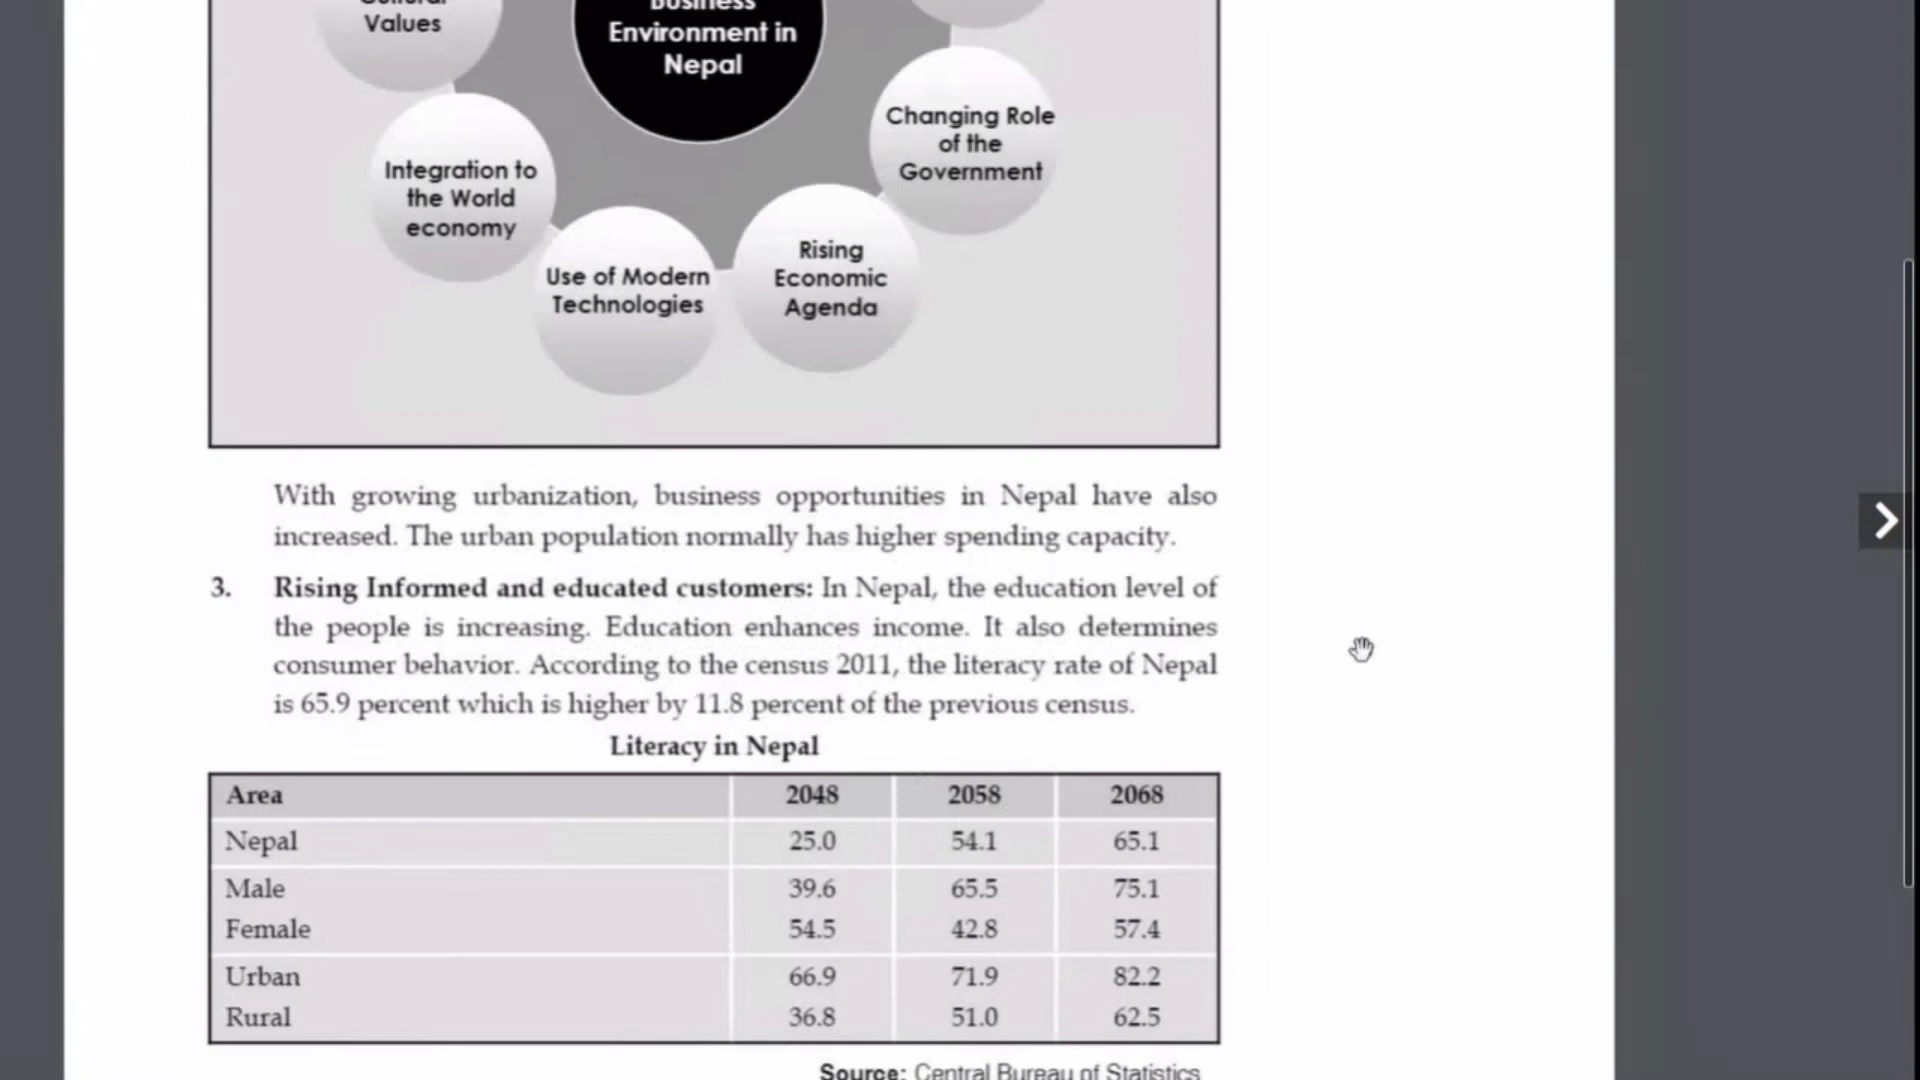 Cultural
Values
Business
Environment in
Nepal
Changing Role
of the
Government
Integration to
the World
economy
Use of Modern
Technologies
Rising
Economic
Agenda
With growing urbanization, business opportunities in Nepal have also
increased. The urban population normally has higher spending capacity.
3. Rising Informed and educated customers: In Nepal, the education level of
the people is increasing. Education enhances income. It also determines
consumer behavior. According to the census 2011, the literacy rate of Nepal
is 65.9 percent which is higher by 11.8 percent of the previous census.
Literacy in Nepal
Area 2048 2058 2068
Nepal 25.0 54.1 65.1
Male 39.6 65.5 75.1
Female 54.5 42.8 57.4
Urban 66.9 71.9 82.2
Rural 36.8 51.0 62.5
Source: Central Bureau of Statistics